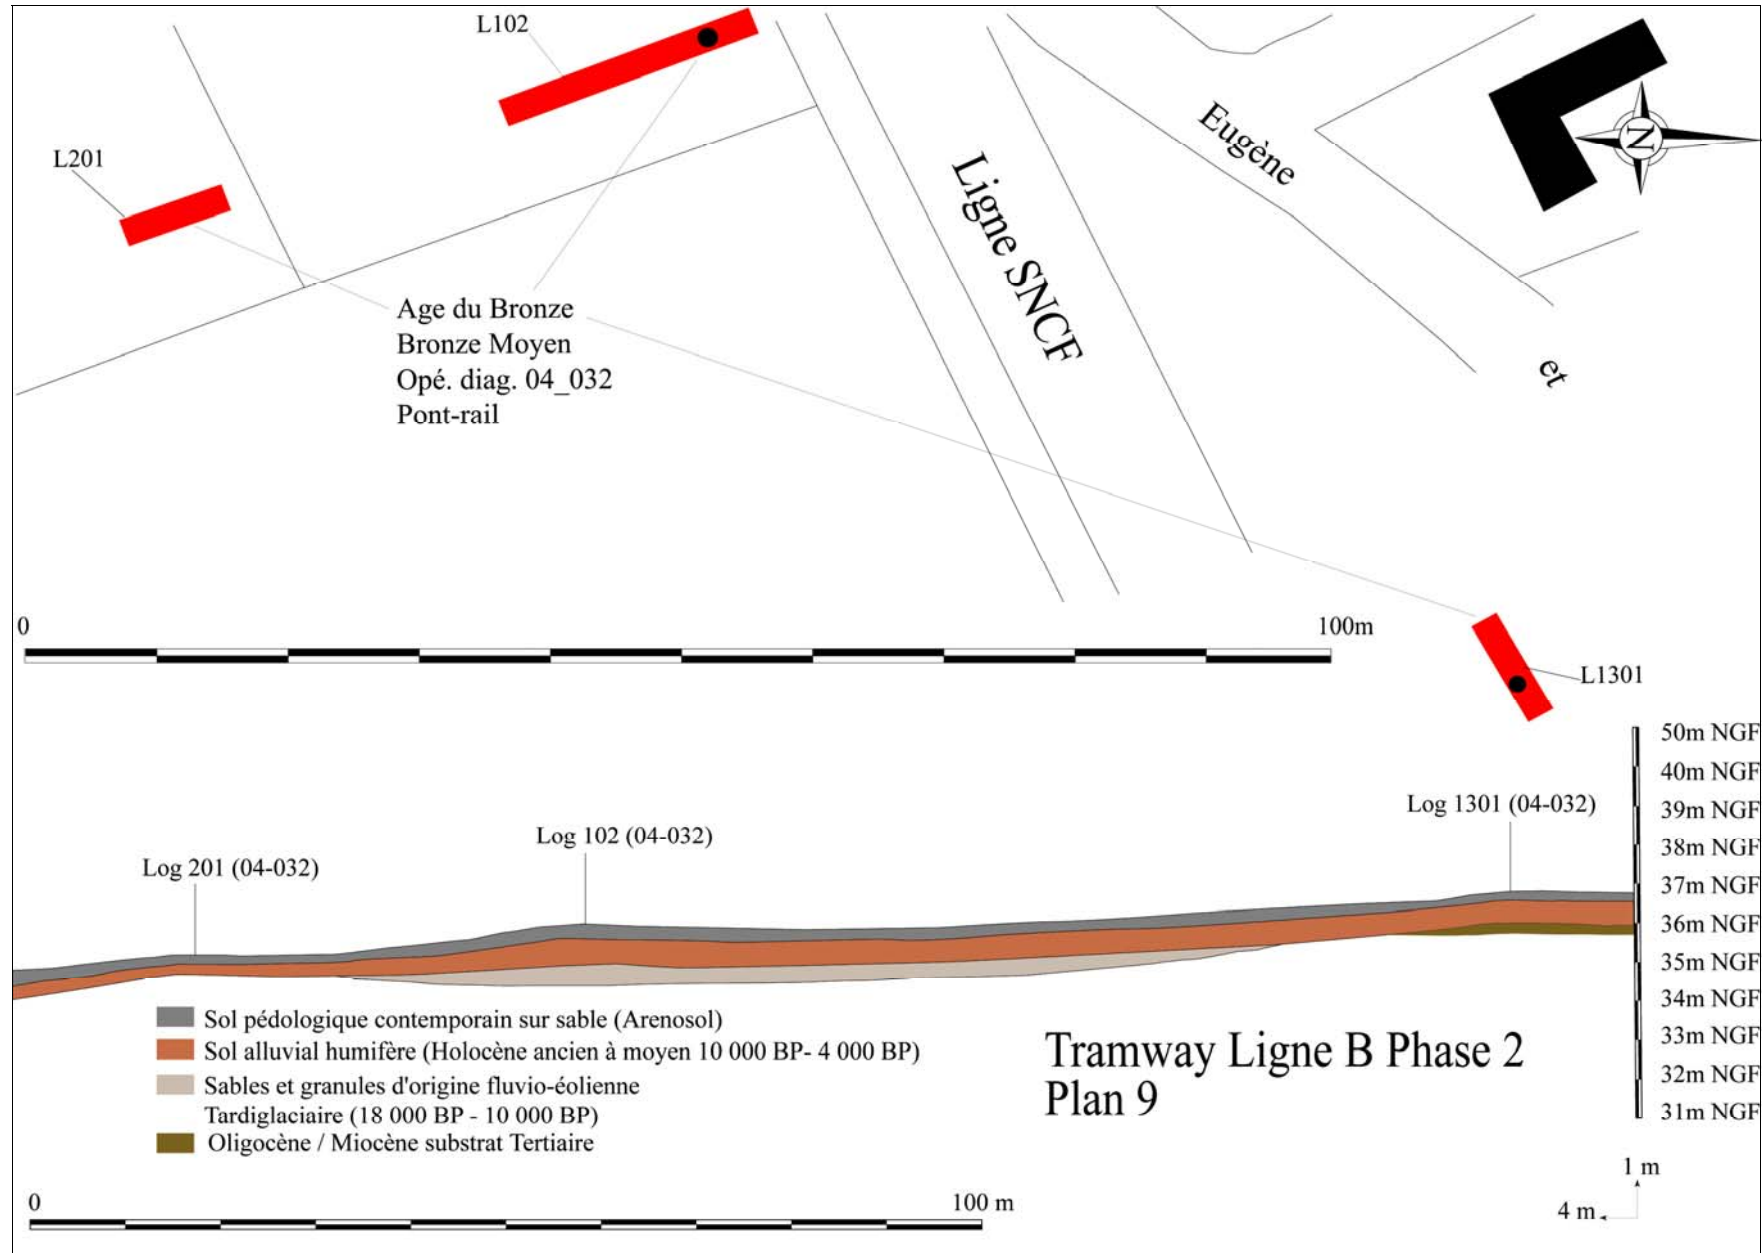 L102
L201
Eugène
N
Ligne SNCF
Age du Bronze
Bronze Moyen
Opé. diag. 04_032
Pont-rail
et
0
100m
L1301
50m NGF
40m NGF
39m NGF
38m NGF
37m NGF
36m NGF
35m NGF
34m NGF
33m NGF
32m NGF
31m NGF
Log 1301 (04-032)
Log 102 (04-032)
Log 201 (04-032)
Sol pédologique contemporain sur sable (Arenosol)
Sol alluvial humifère (Holocène ancien à moyen 10 000 BP- 4 000 BP)
Sables et granules d'origine fluvio-éolienne
Tardiglaciaire (18 000 BP - 10 000 BP)
Oligocène / Miocène substrat Tertiaire
Tramway Ligne B Phase 2
Plan 9
1 m
4 m
0
100 m